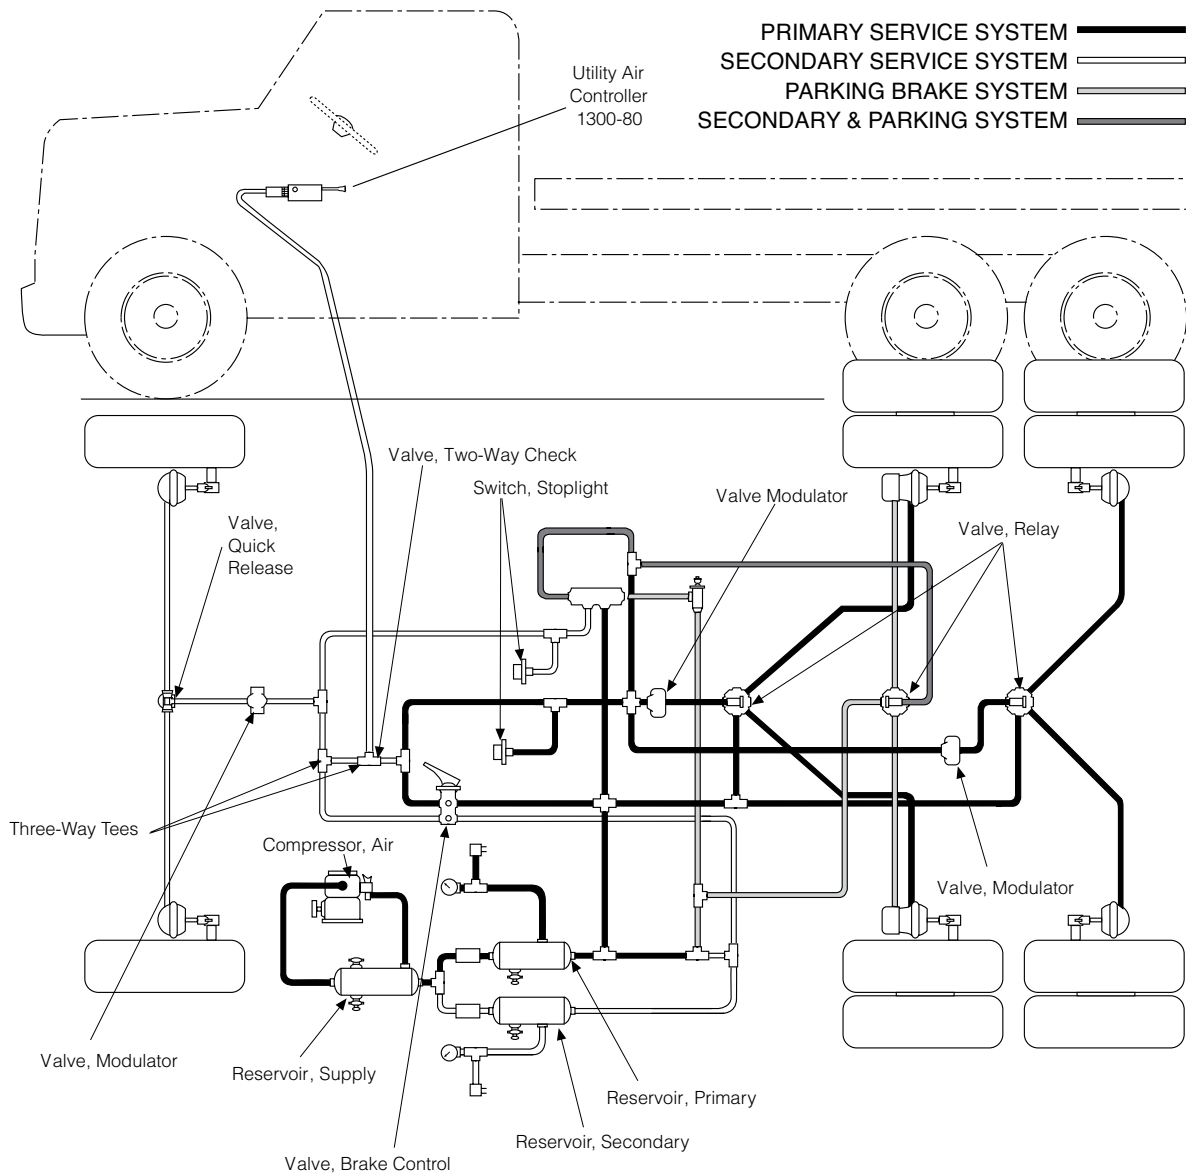 PRIMARY SERVICE SYSTEM
SECONDARY SERVICE SYSTEM
PARKING BRAKE SYSTEM
SECONDARY & PARKING SYSTEM
Utility Air
Controller
1300-80
Valve, Two-Way Check
Switch, Stoplight
Valve Modulator
Valve,
Quick
Release
Valve, Relay
Three-Way Tees
Compressor, Air
Valve, Modulator
Valve, Modulator
Reservoir, Supply
Reservoir, Primary
Reservoir, Secondary
Valve, Brake Control